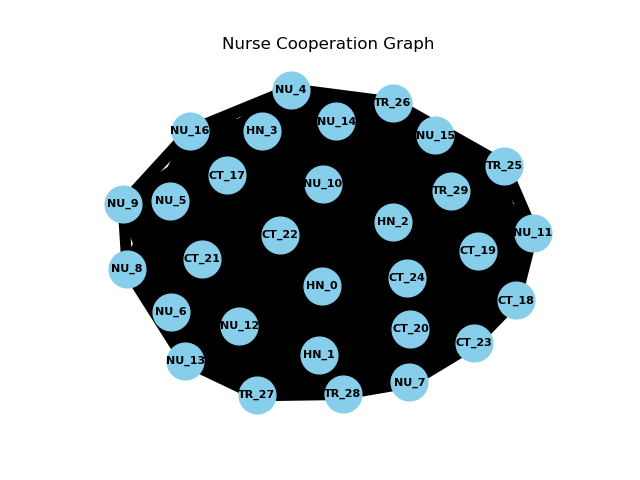 Nurse Cooperation Graph
NU_4
TR_26
NU_14
NU_16
HN_3
NU_15
TR_25
CT_17
NU_10
TR_29
NU_5
NU_9
HN_2
NU_11
CT_22
CT_19
CT_21
NU_8
CT_24
HN_0
CT_18
NU_6
NU_12
CT_20
CT_23
HN_1
NU_13
NU_7
TR_28
TR_27